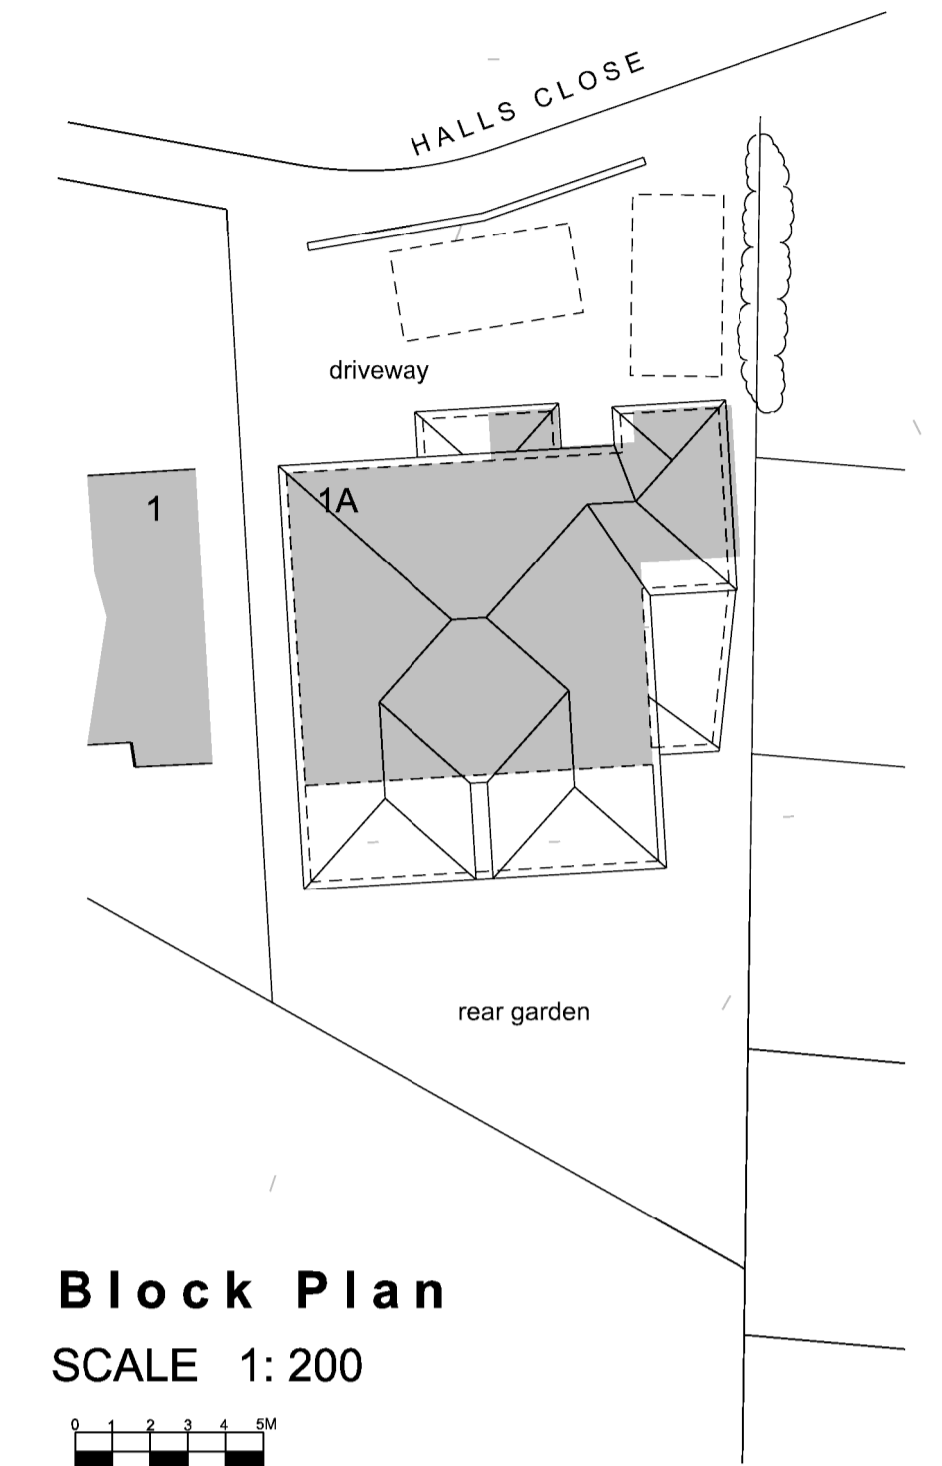 HALLS CLOSE
driveway
1
1A
rear garden
Block Plan
SCALE 1: 200
0 1 2 3 4 5M